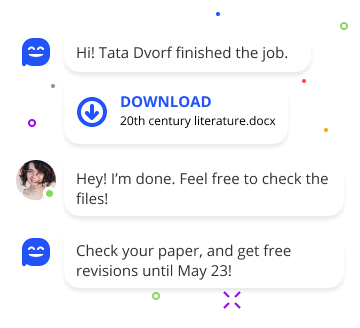 Hi! Tata Dvorf finished the job.
DOWNLOAD
20th century literature.docx
Hey! I'm done. Feel free to check the
files!
Check your paper, and get free
revisions until May 23!